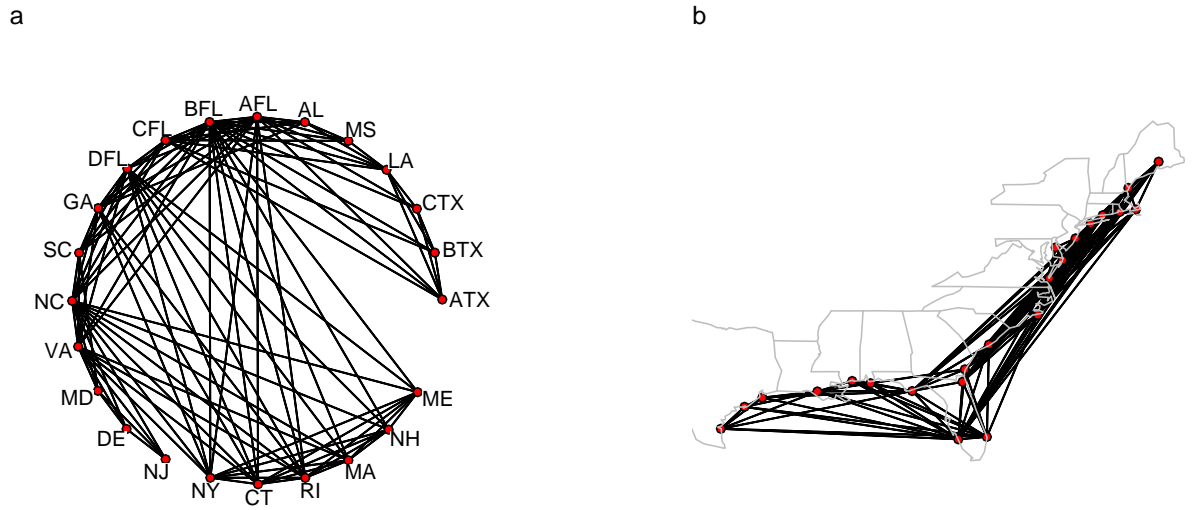 a
b
AFL
BFL
AL
CFL
MS
DFL
LA
GA
CTX
SC
BTX
NC
ATX
VA
MD
ME
DE
NH
NJ
MA
NY
RI
CT